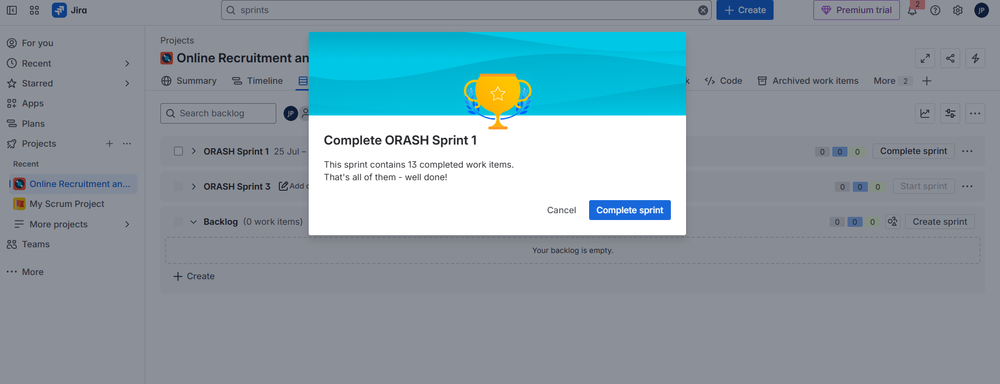 Jira
sprints
Create
Premium trial
2
JP
For you
Recent
Starred
Apps
Plans
Projects
Recent
Online Recruitment an...
My Scrum Project
More projects
Teams
More
Projects
Online Recruitment an
Summary
Timeline
k
Code
Archived work items
More 2
Search backlog
JP
ORASH Sprint 1 25 Jul –
0 0 0 Complete sprint
ORASH Sprint 3 Add
0 0 0 Start sprint
Backlog (0 work items)
0 0 0 Create sprint
Your backlog is empty.
Create
Complete ORASH Sprint 1
This sprint contains 13 completed work items.
That's all of them - well done!
Cancel
Complete sprint